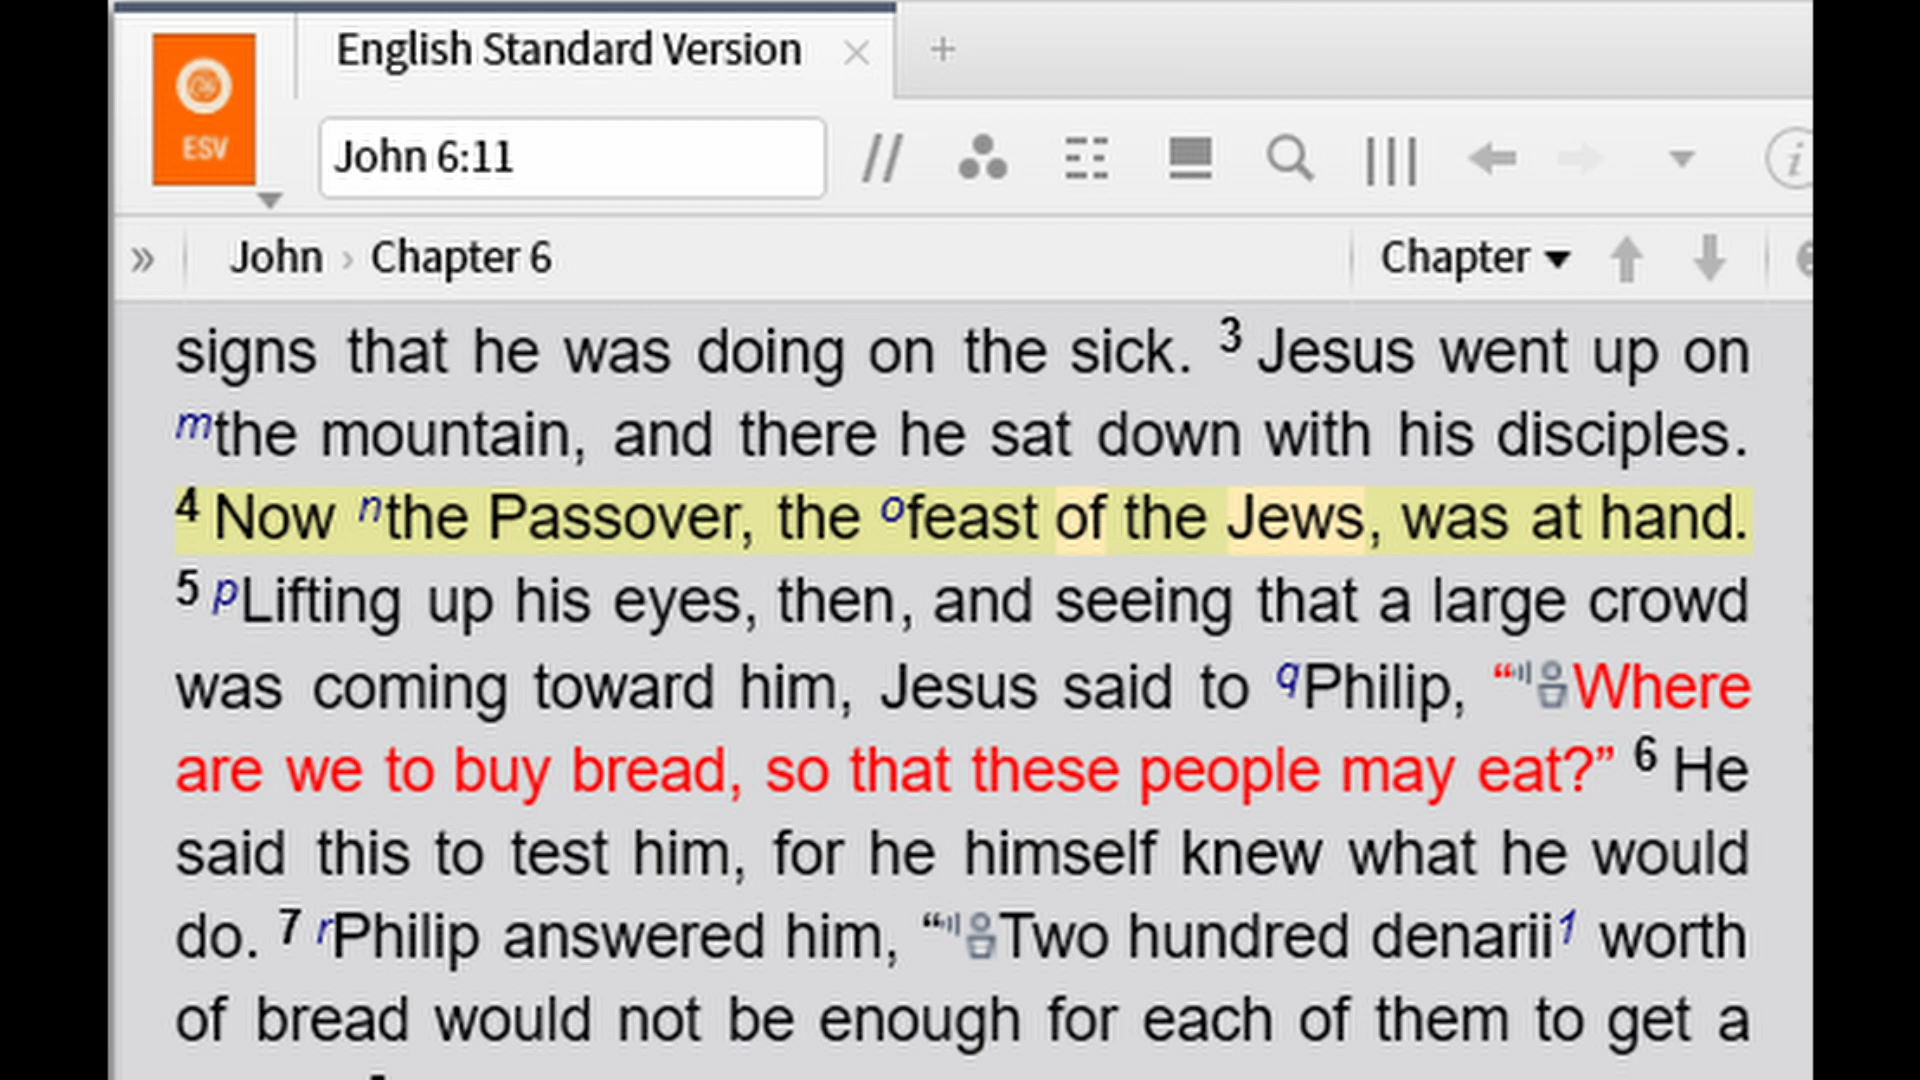 English Standard Version
ESV
John 6:11
John › Chapter 6
Chapter
signs that he was doing on the sick. 3 Jesus went up on
mthe mountain, and there he sat down with his disciples.
4 Now nthe Passover, the ofeast of the Jews, was at hand.
5 pLifting up his eyes, then, and seeing that a large crowd
was coming toward him, Jesus said to qPhilip, “Where
are we to buy bread, so that these people may eat?” 6 He
said this to test him, for he himself knew what he would
do. 7 rPhilip answered him, “Two hundred denarii1 worth
of bread would not be enough for each of them to get a